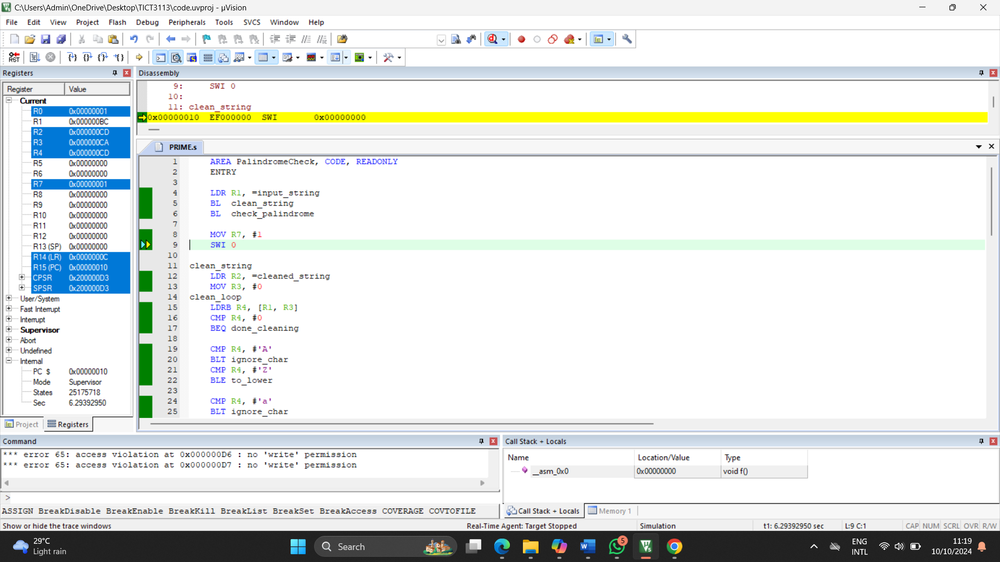 C:\Users\Admin\OneDrive\Desktop\TICT3113\code.uvproj - µVision
File Edit View Project Flash Debug Peripherals Tools SVCS Window Help
Registers
Register Value
Current
R0 0x00000001
R1 0x000000BC
R2 0x000000CD
R3 0x000000CA
R4 0x000000CD
R5 0x00000000
R6 0x00000000
R7 0x00000001
R8 0x00000000
R9 0x00000000
R10 0x00000000
R11 0x00000000
R12 0x00000000
R13 (SP) 0x00000000
R14 (LR) 0x0000000C
R15 (PC) 0x00000010
CPSR 0x200000D3
SPSR 0x200000D3
User/System
Fast Interrupt
Interrupt
Supervisor
Abort
Undefined
Internal
PC $ 0x00000010
Mode Supervisor
States 25175718
Sec 6.29392950
Project Registers
Disassembly
9: SWI 0
10:
11: clean_string
0x00000010 EF000000 SWI 0x00000000
PRIME.s
1 AREA PalindromeCheck, CODE, READONLY
2 ENTRY
3
4 LDR R1, =input_string
5 BL clean_string
6 BL check_palindrome
7
8 MOV R7, #1
9 SWI 0
10
11 clean_string
12 LDR R2, =cleaned_string
13 MOV R3, #0
14 clean_loop
15 LDRB R4, [R1, R3]
16 CMP R4, #0
17 BEQ done_cleaning
18
19 CMP R4, #'A'
20 BLT ignore_char
21 CMP R4, #'Z'
22 BLE to_lower
23
24 CMP R4, #'a'
25 BLT ignore_char
Command
*** error 65: access violation at 0x000000D6 : no 'write' permission
*** error 65: access violation at 0x000000D7 : no 'write' permission
>
ASSIGN BreakDisable BreakEnable BreakKill BreakList BreakSet BreakAccess COVERAGE COVTOFILE
Call Stack + Locals
Name Location/Value Type
__asm_0x0 0x00000000 void f()
Call Stack + Locals Memory 1
Show or hide the trace windows Real-Time Agent: Target Stopped Simulation t1: 6.29392950 sec L:9 C:1 CAP NUM SCRL OVR R/W
29°C
Light rain
Search
5
ENG
INTL
11:19
10/10/2024